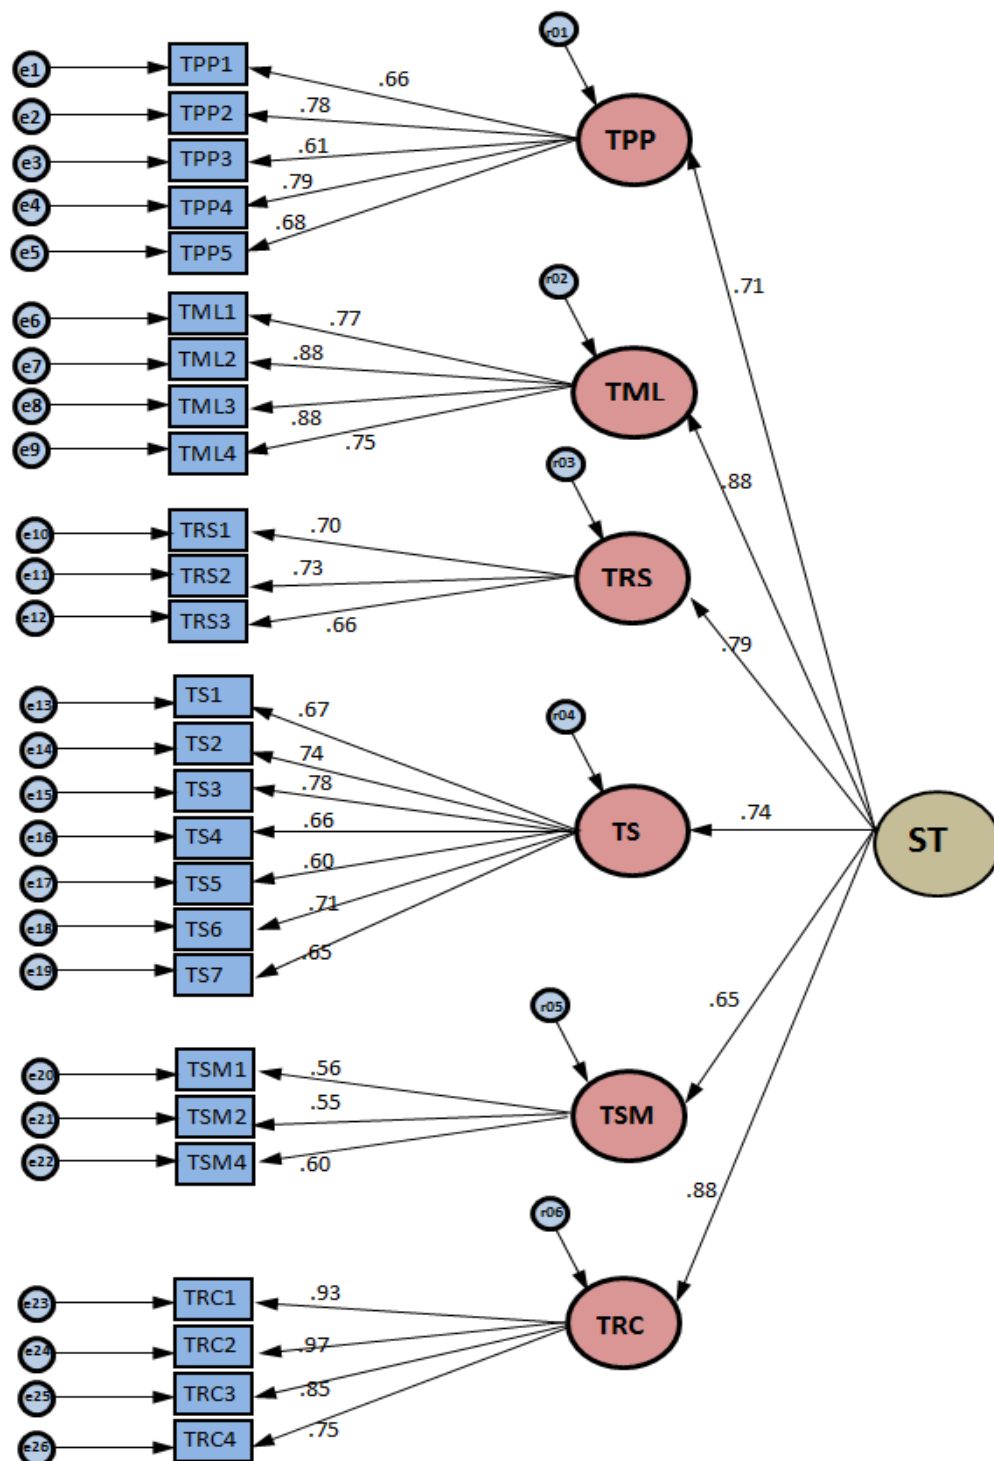 r01
e1 TPP1 .66
e2 TPP2 .78
TPP
e3 TPP3 .61
e4 TPP4 .79
e5 TPP5 .68
r02
.71
e6 TML1 .77
e7 TML2 .88
TML
e8 TML3 .88
e9 TML4 .75
r03
.88
e10 TRS1 .70
e11 TRS2 .73
TRS
e12 TRS3 .66
.79
e13 TS1 .67
r04
e14 TS2 74
e15 TS3 .78
e16 TS4 .66
TS
.74
ST
e17 TS5 .60
e18 TS6 .71
e19 TS7 .65
r05
.65
e20 TSM1 .56
e21 TSM2 .55
TSM
e22 TSM4 .60
.88
r06
e23 TRC1 .93
e24 TRC2 .97
TRC
e25 TRC3 .85
e26 TRC4 .75